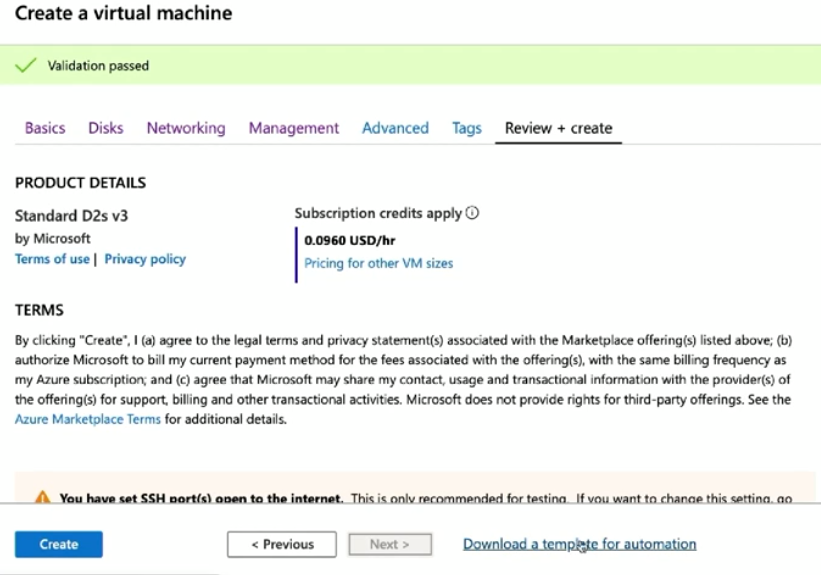 Create a virtual machine
Validation passed
Basics Disks Networking Management Advanced Tags Review + create
PRODUCT DETAILS
Standard D2s v3
by Microsoft
Terms of use | Privacy policy
Subscription credits apply
0.0960 USD/hr
Pricing for other VM sizes
TERMS
By clicking "Create", I (a) agree to the legal terms and privacy statement(s) associated with the Marketplace offering(s) listed above; (b)
authorize Microsoft to bill my current payment method for the fees associated with the offering(s), with the same billing frequency as
my Azure subscription; and (c) agree that Microsoft may share my contact, usage and transactional information with the provider(s) of
the offering(s) for support, billing and other transactional activities. Microsoft does not provide rights for third-party offerings. See the
Azure Marketplace Terms for additional details.
You have set SSH port(s) open to the internet. This is only recommended for testing. If you want to change this setting, go
Create < Previous Next > Download a template for automation